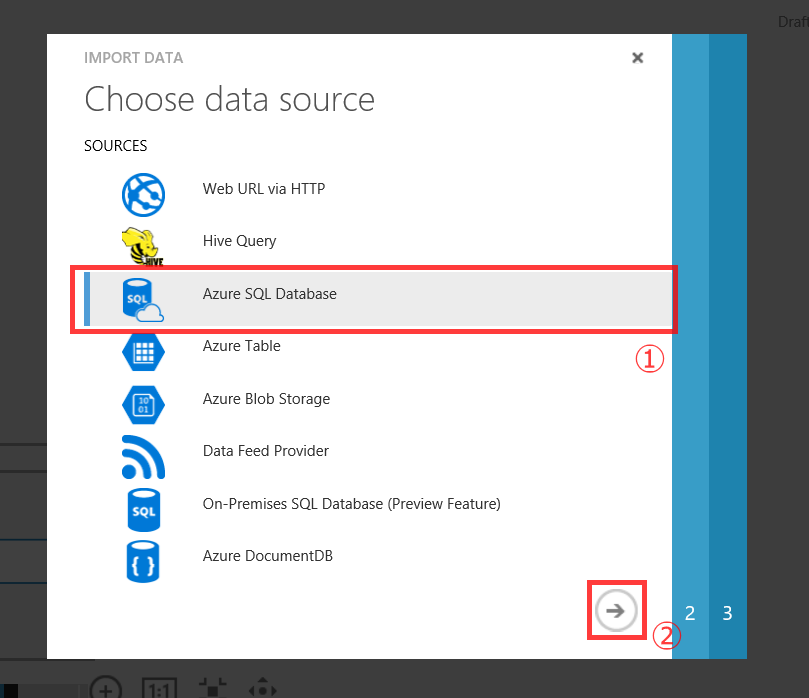 Draft
IMPORT DATA
Choose data source
SOURCES
Web URL via HTTP
Hive Query
HIVE
Azure SQL Database
SQL
Azure Table
①
Azure Blob Storage
10
01
Data Feed Provider
On-Premises SQL Database (Preview Feature)
SQL
Azure DocumentDB
{ }
2
3
②
1:1